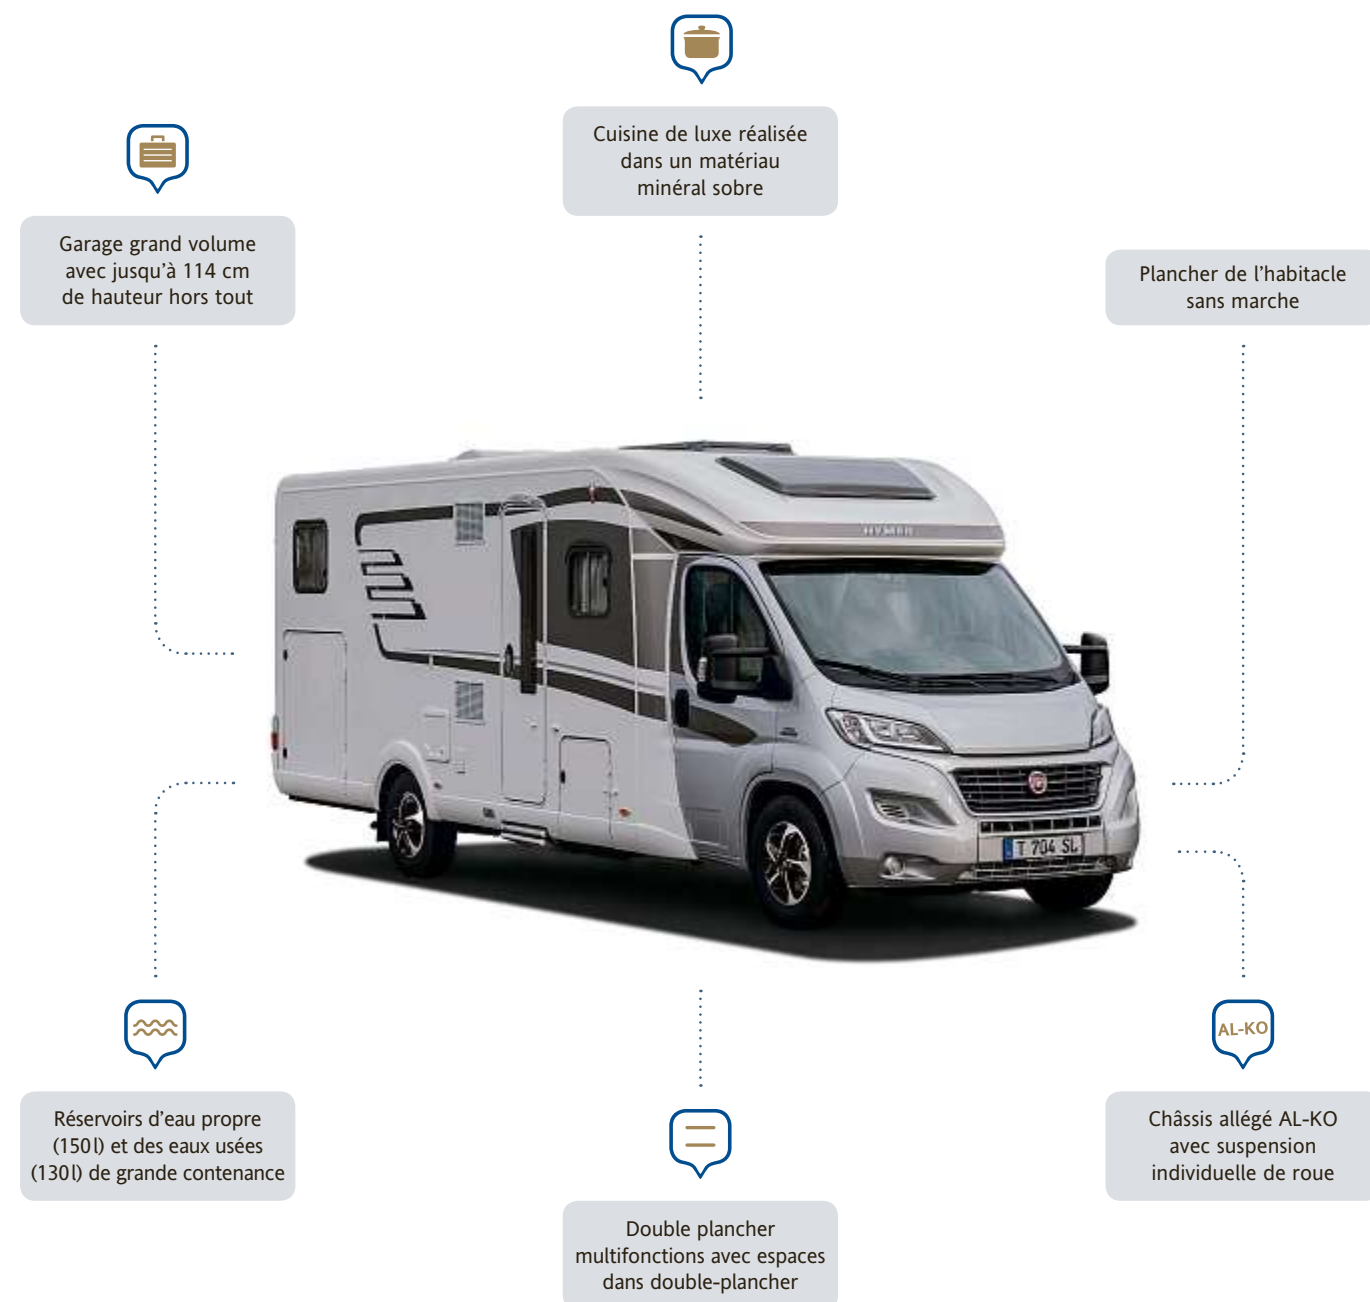 Cuisine de luxe réalisée
dans un matériau
minéral sobre
Garage grand volume
avec jusqu’à 114 cm
de hauteur hors tout
Plancher de l’habitacle
sans marche
HYMER
T 704 SL
AL-KO
Réservoirs d’eau propre
(150l) et des eaux usées
(130l) de grande contenance
Châssis allégé AL-KO
avec suspension
individuelle de roue
Double plancher
multifonctions avec espaces
dans double-plancher